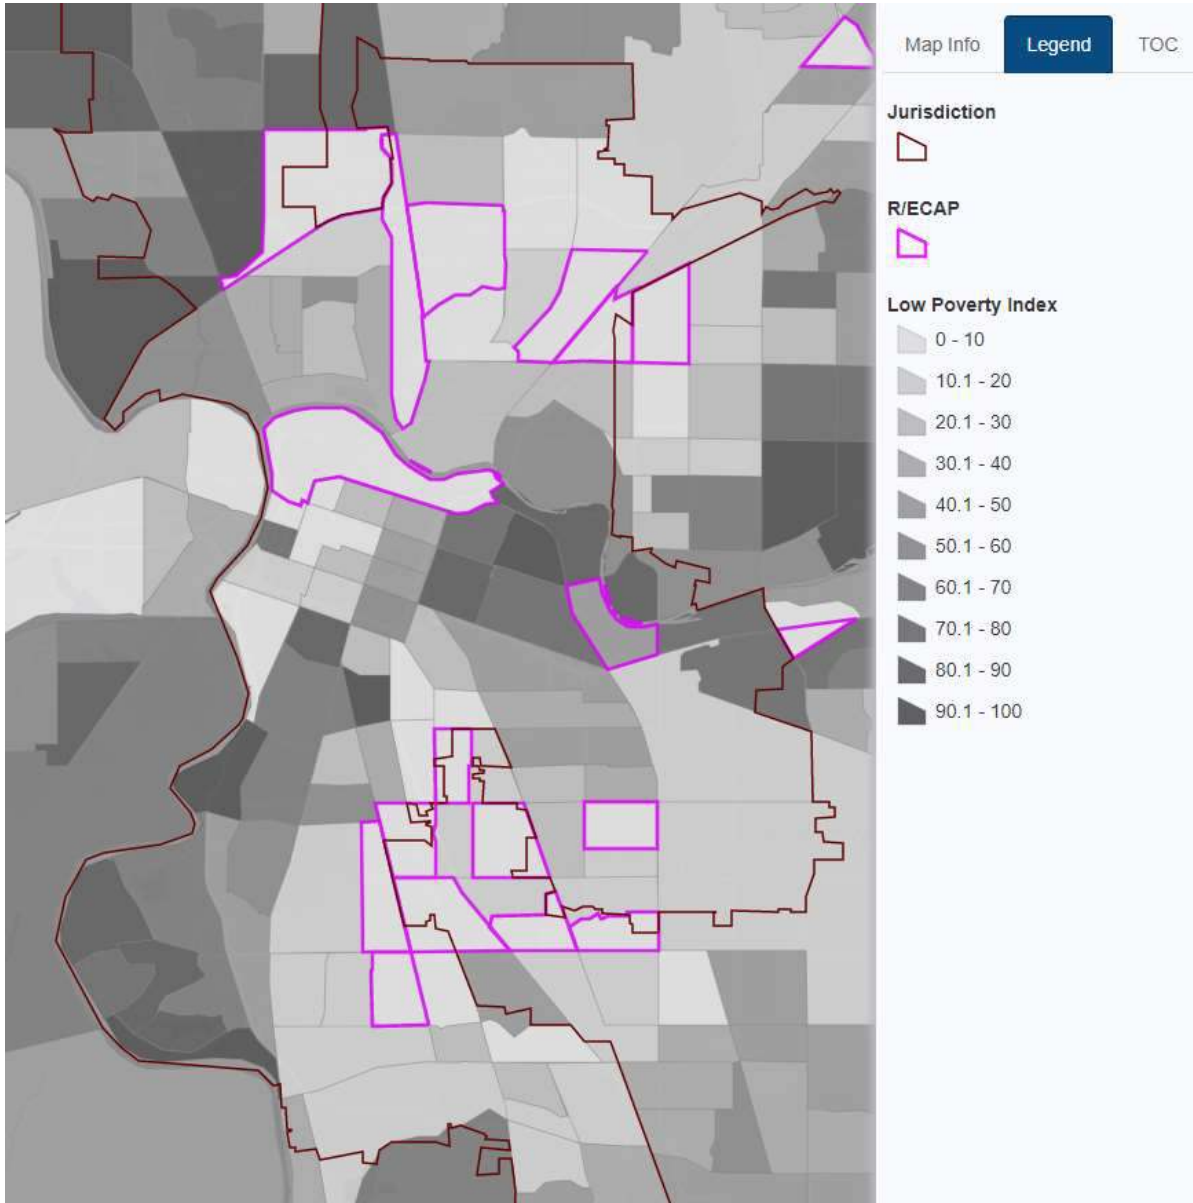 Map Info Legend TOC
Jurisdiction
R/ECAP
Low Poverty Index
0 - 10
10.1 - 20
20.1 - 30
30.1 - 40
40.1 - 50
50.1 - 60
60.1 - 70
70.1 - 80
80.1 - 90
90.1 - 100